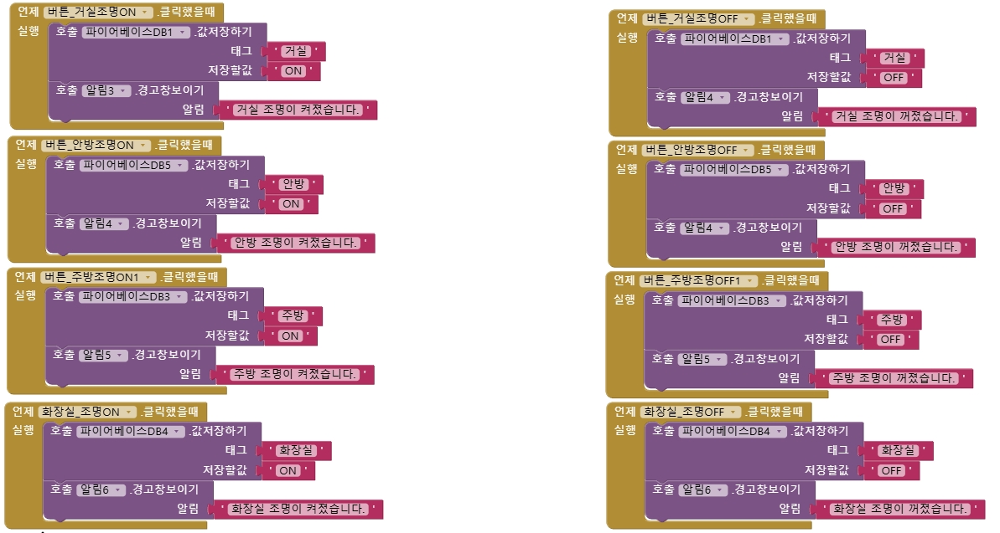 언제 버튼_거실조명ON .클릭했을때
실행 호출 파이어베이스DB1 .값저장하기
태그 ' 거실 '
저장할값 ' ON '
호출 알림3 .경고창보이기
알림 ' 거실 조명이 켜졌습니다. '
언제 버튼_안방조명ON .클릭했을때
실행 호출 파이어베이스DB5 .값저장하기
태그 ' 안방 '
저장할값 ' ON '
호출 알림4 .경고창보이기
알림 ' 안방 조명이 켜졌습니다. '
언제 버튼_주방조명ON1 .클릭했을때
실행 호출 파이어베이스DB3 .값저장하기
태그 ' 주방 '
저장할값 ' ON '
호출 알림5 .경고창보이기
알림 ' 주방 조명이 켜졌습니다. '
언제 화장실_조명ON .클릭했을때
실행 호출 파이어베이스DB4 .값저장하기
태그 ' 화장실 '
저장할값 ' ON '
호출 알림6 .경고창보이기
알림 ' 화장실 조명이 켜졌습니다. '
언제 버튼_거실조명OFF .클릭했을때
실행 호출 파이어베이스DB1 .값저장하기
태그 ' 거실 '
저장할값 ' OFF '
호출 알림4 .경고창보이기
알림 ' 거실 조명이 꺼졌습니다. '
언제 버튼_안방조명OFF .클릭했을때
실행 호출 파이어베이스DB5 .값저장하기
태그 ' 안방 '
저장할값 ' OFF '
호출 알림4 .경고창보이기
알림 ' 안방 조명이 꺼졌습니다. '
언제 버튼_주방조명OFF1 .클릭했을때
실행 호출 파이어베이스DB3 .값저장하기
태그 ' 주방 '
저장할값 ' OFF '
호출 알림5 .경고창보이기
알림 ' 주방 조명이 꺼졌습니다. '
언제 화장실_조명OFF .클릭했을때
실행 호출 파이어베이스DB4 .값저장하기
태그 ' 화장실 '
저장할값 ' OFF '
호출 알림6 .경고창보이기
알림 ' 화장실 조명이 꺼졌습니다. '